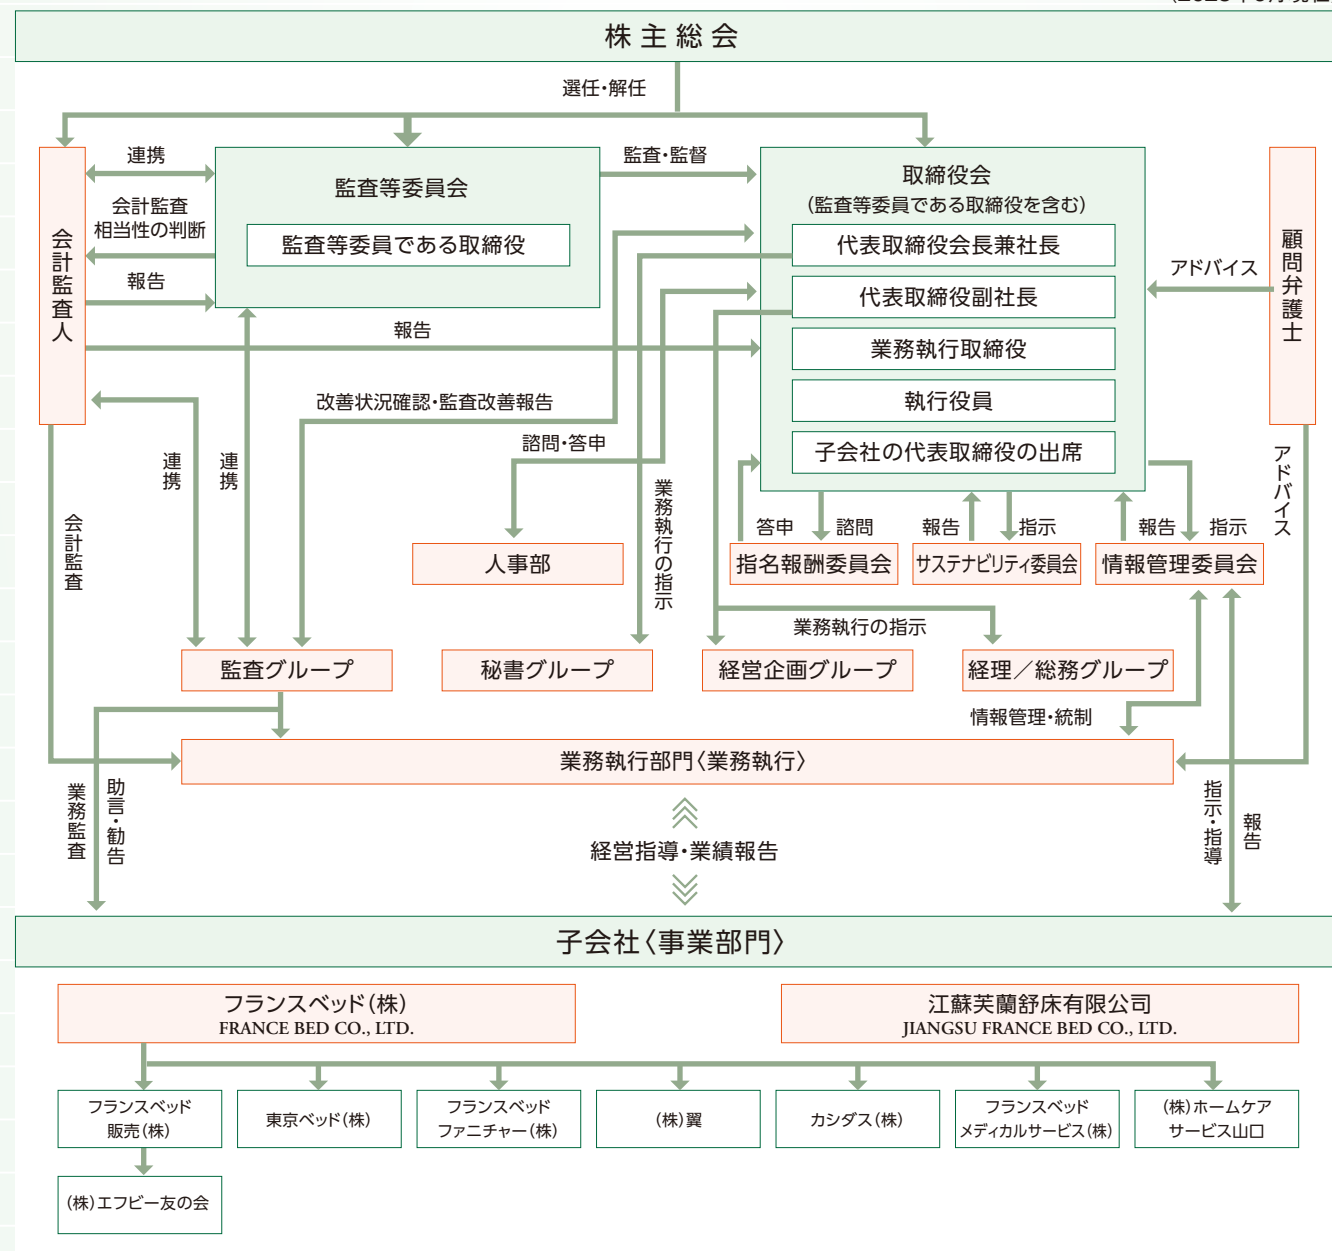 株主総会
選任・解任
連携
会計監査
相当性の判断
報告
会計監査人
監査等委員会
監査等委員である取締役
監査・監督
取締役会
(監査等委員である取締役を含む)
代表取締役会長兼社長
代表取締役副社長
業務執行取締役
執行役員
子会社の代表取締役の出席
アドバイス
顧問弁護士
報告
改善状況確認・監査改善報告
諮問・答申
連携
連携
会計監査
業務執行の指示
答申
諮問
報告
指示
報告
指示
アドバイス
人事部
指名報酬委員会
サステナビリティ委員会
情報管理委員会
業務執行の指示
監査グループ
秘書グループ
経営企画グループ
経理／総務グループ
情報管理・統制
業務執行部門〈業務執行〉
業務監査
助言・勧告
経営指導・業績報告
指示・指導
報告
子会社〈事業部門〉
フランスベッド(株)
FRANCE BED CO., LTD.
江蘇芙蘭舒床有限公司
JIANGSU FRANCE BED CO., LTD.
フランスベッド
販売(株)
東京ベッド(株)
フランスベッド
ファニチャー(株)
(株)翼
カシダス(株)
フランスベッド
メディカルサービス(株)
(株)ホームケア
サービス山口
(株)エフビー友の会